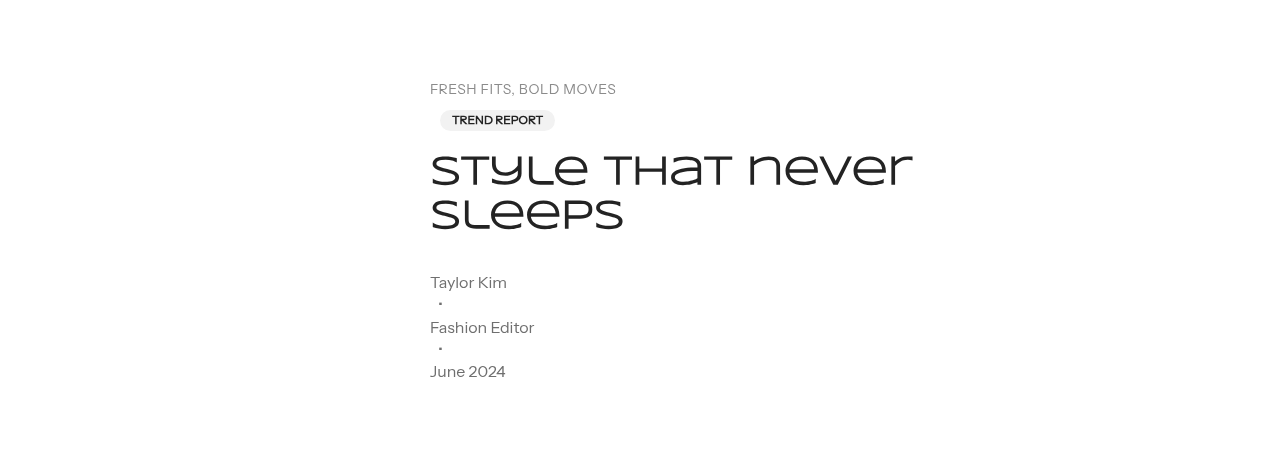 FRESH FITS, BOLD MOVES
TREND REPORT
Style that never
sleeps
Taylor Kim
·
Fashion Editor
·
June 2024